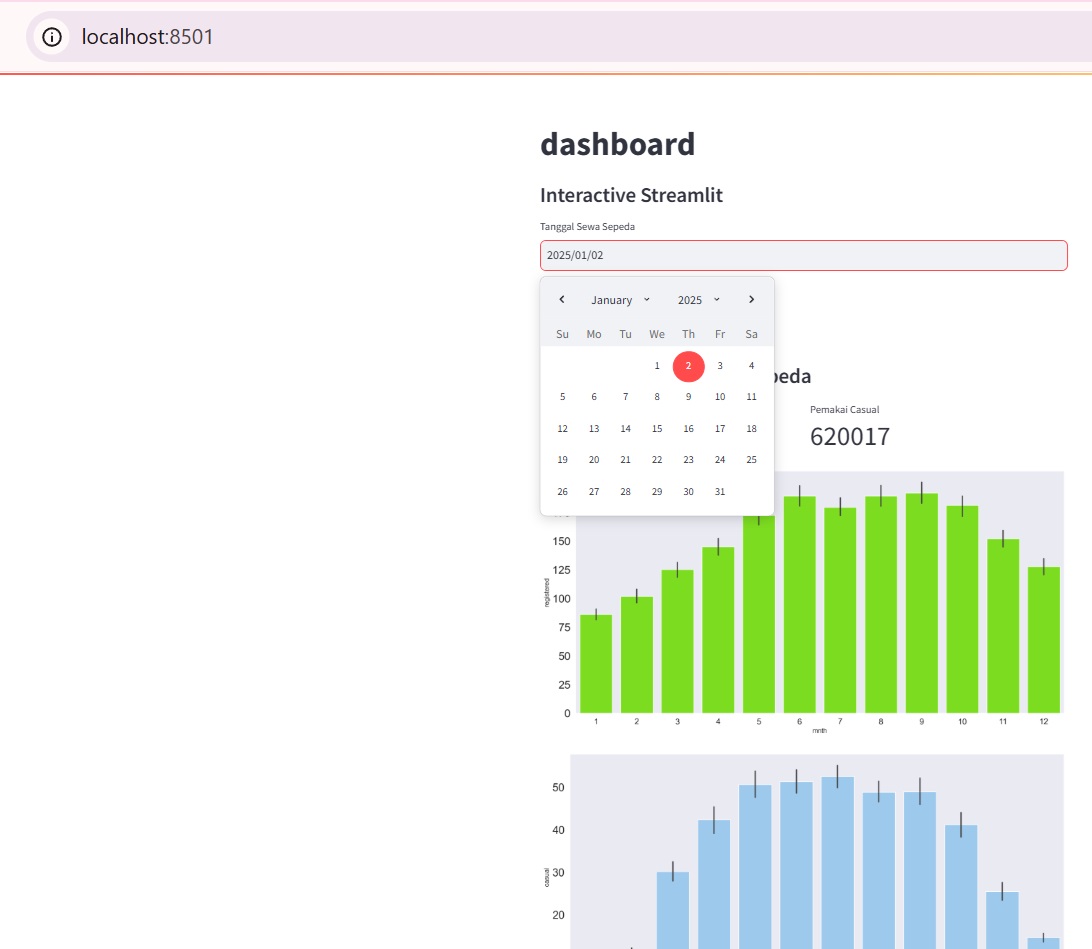 localhost:8501
dashboard
Interactive Streamlit
Tanggal Sewa Sepeda
2025/01/02
January 2025
Su Mo Tu We Th Fr Sa
1 2 3 4
5 6 7 8 9 10 11
12 13 14 15 16 17 18
19 20 21 22 23 24 25
26 27 28 29 30 31
peda
Pemakai Casual
620017
150
125
100
75
50
25
0
registered
1 2 3 4 5 6 7 8 9 10 11 12
mnth
50
40
30
20
casual